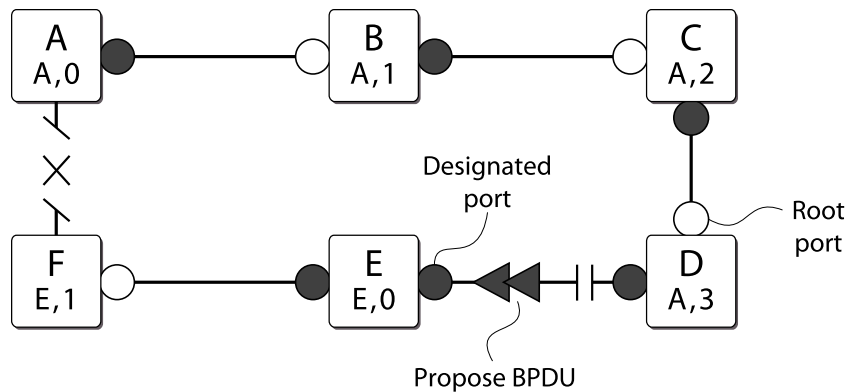 A
A,0
B
A,1
C
A,2
Designated
port
Root
port
F
E,1
E
E,0
D
A,3
Propose BPDU